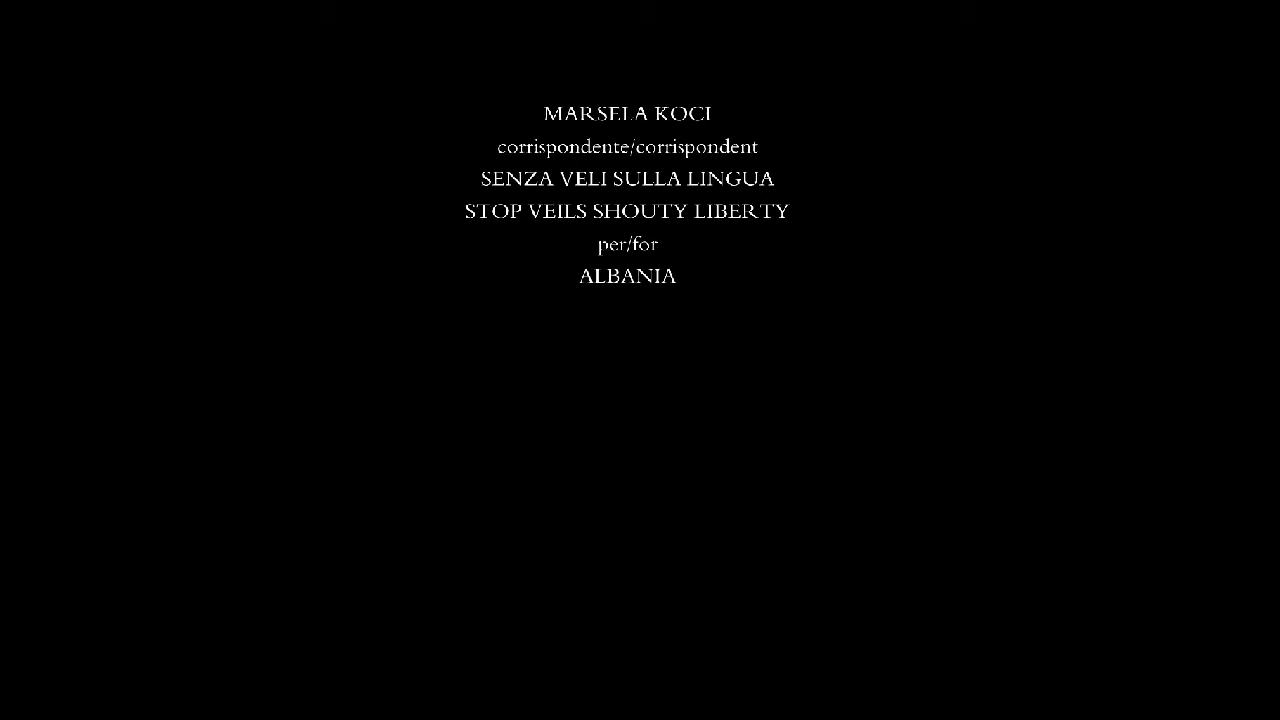 MARSELA KOCI
corrispondente/corrispondent
SENZA VELI SULLA LINGUA
STOP VEILS SHOUTY LIBERTY
per/for
ALBANIA